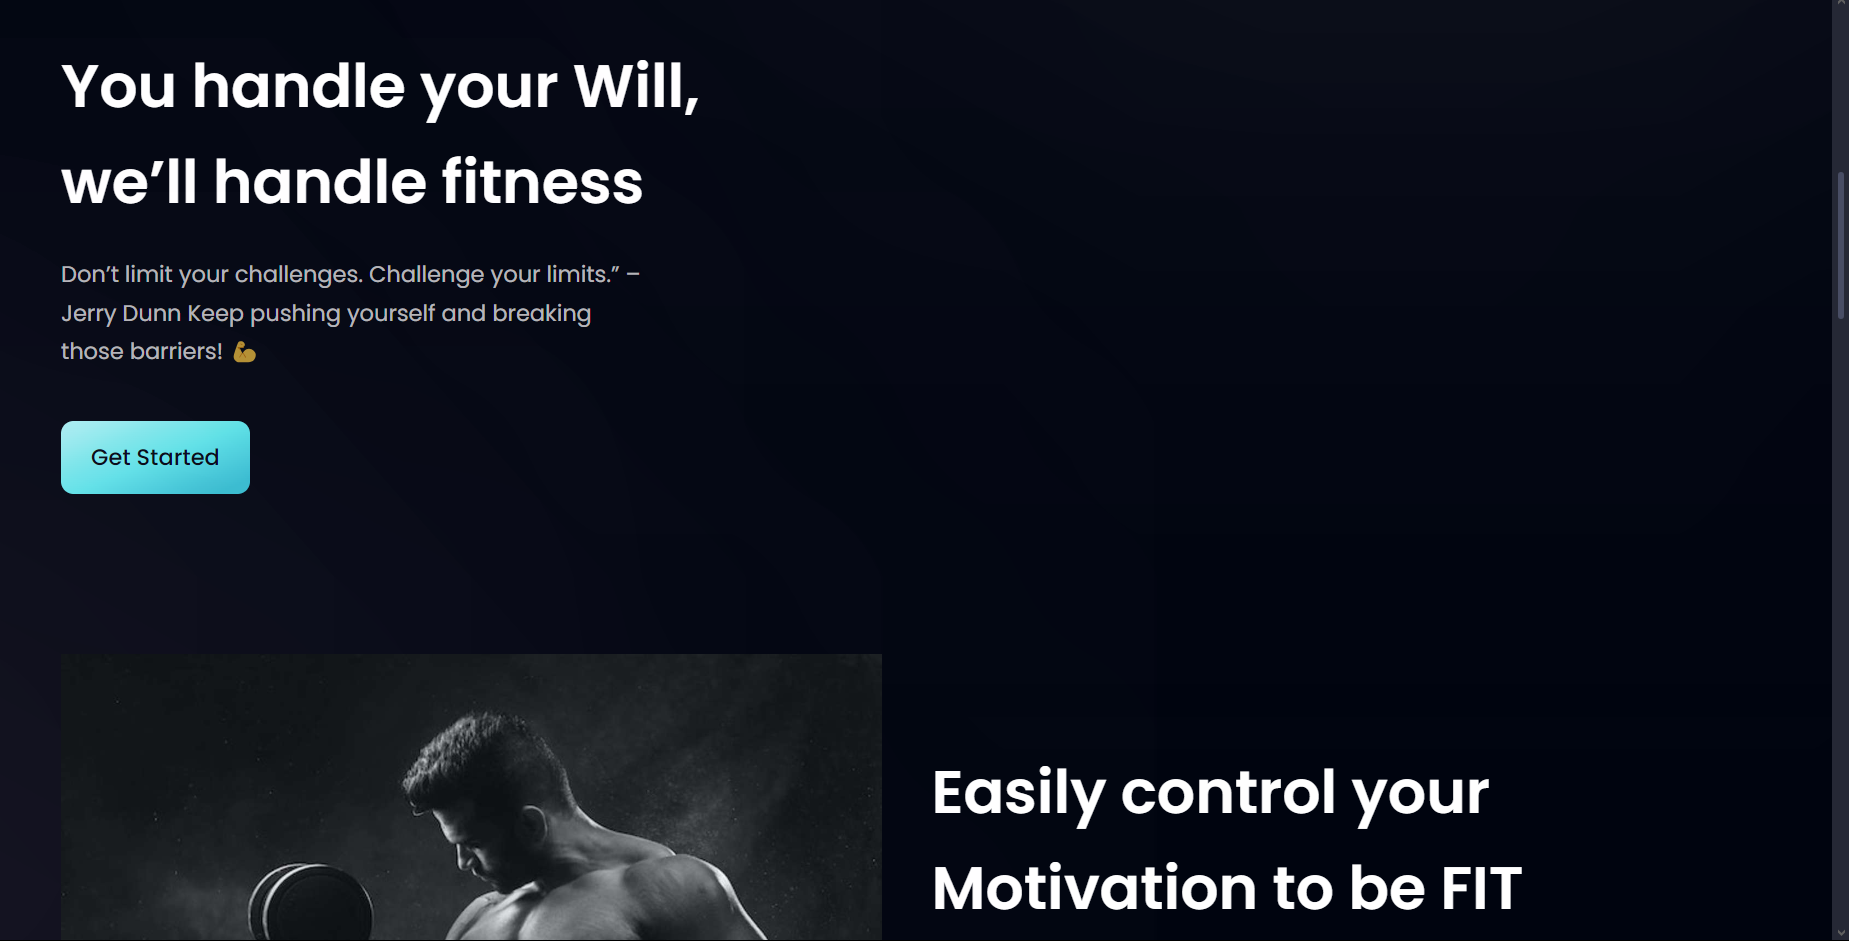 You handle your Will,
we’ll handle fitness
Don’t limit your challenges. Challenge your limits.” –
Jerry Dunn Keep pushing yourself and breaking
those barriers! 💪
Get Started
Easily control your
Motivation to be FIT